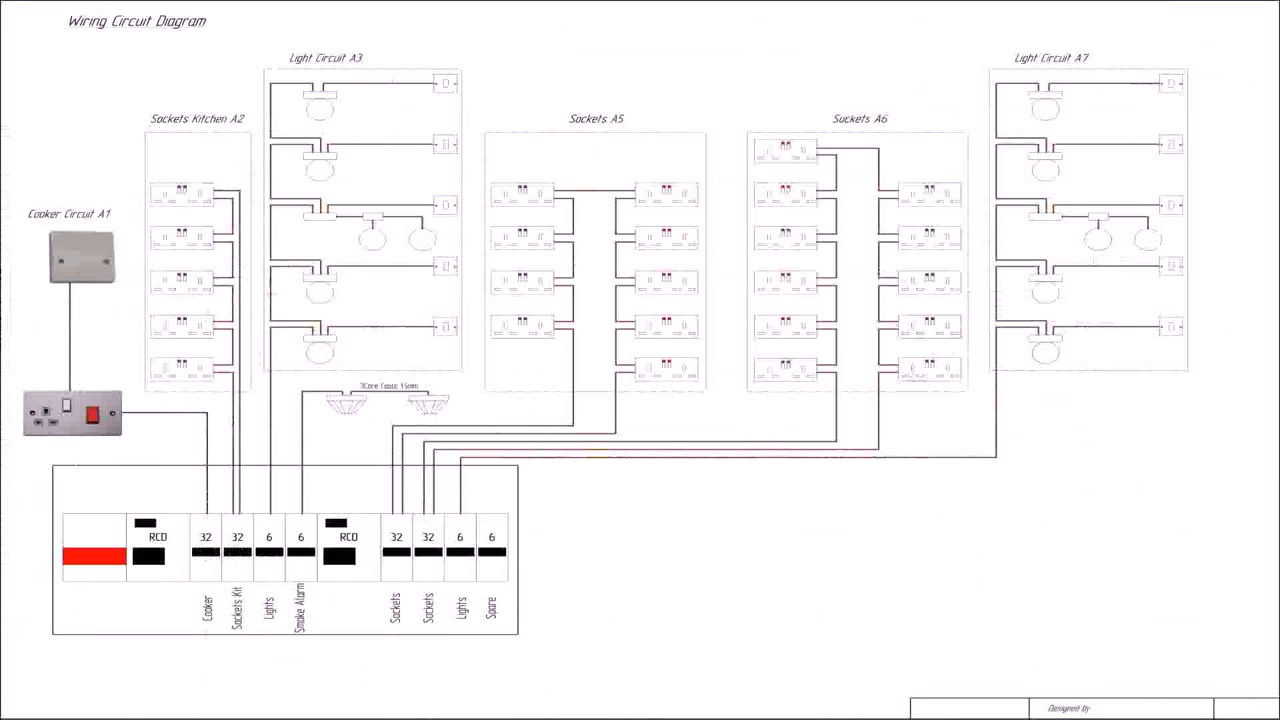 Wiring Circuit Diagram
Light Circuit A3
Light Circuit A7
Sockets Kitchen A2
Sockets A5
Sockets A6
Cooker Circuit A1
3Core
RCD 32 32 6 6 RCD 32 32 6 6
Cooker
Sockets Kit
Lights
Smoke Alarm
Sockets
Sockets
Lights
Spare
Designed by